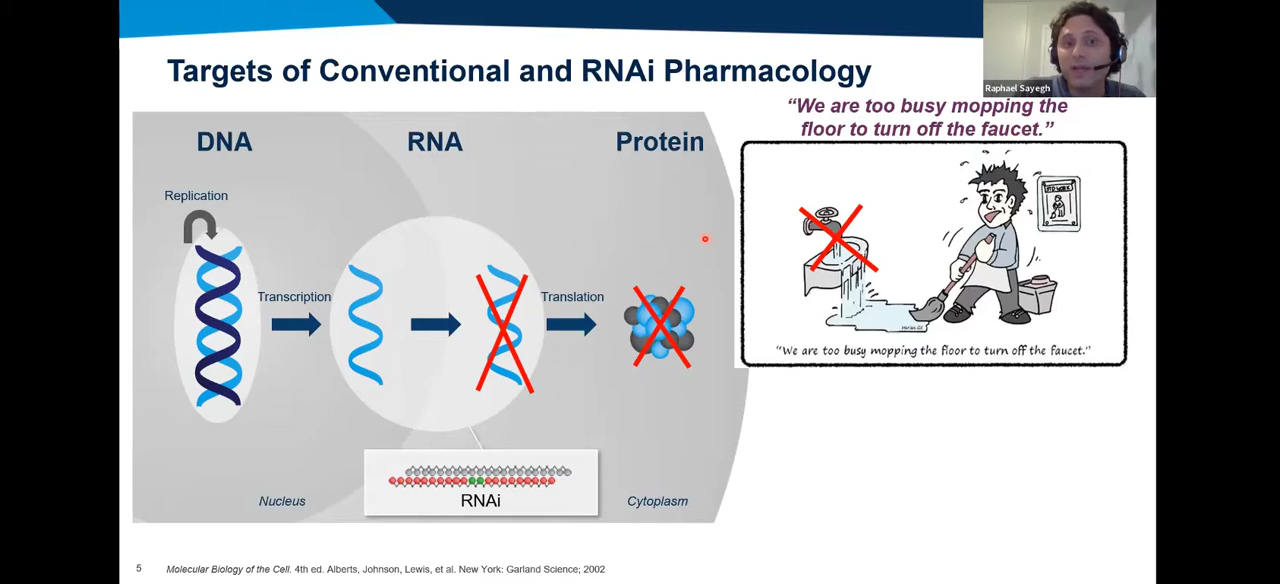 Targets of Conventional and RNAi Pharmacology
Raphael Sayegh
“We are too busy mopping the
floor to turn off the faucet.”
DNA
RNA
Protein
Replication
Transcription
Translation
“We are too busy mopping the floor to turn off the faucet.”
RNAi
Nucleus
Cytoplasm
5
Molecular Biology of the Cell. 4th ed. Alberts, Johnson, Lewis, et al. New York: Garland Science; 2002